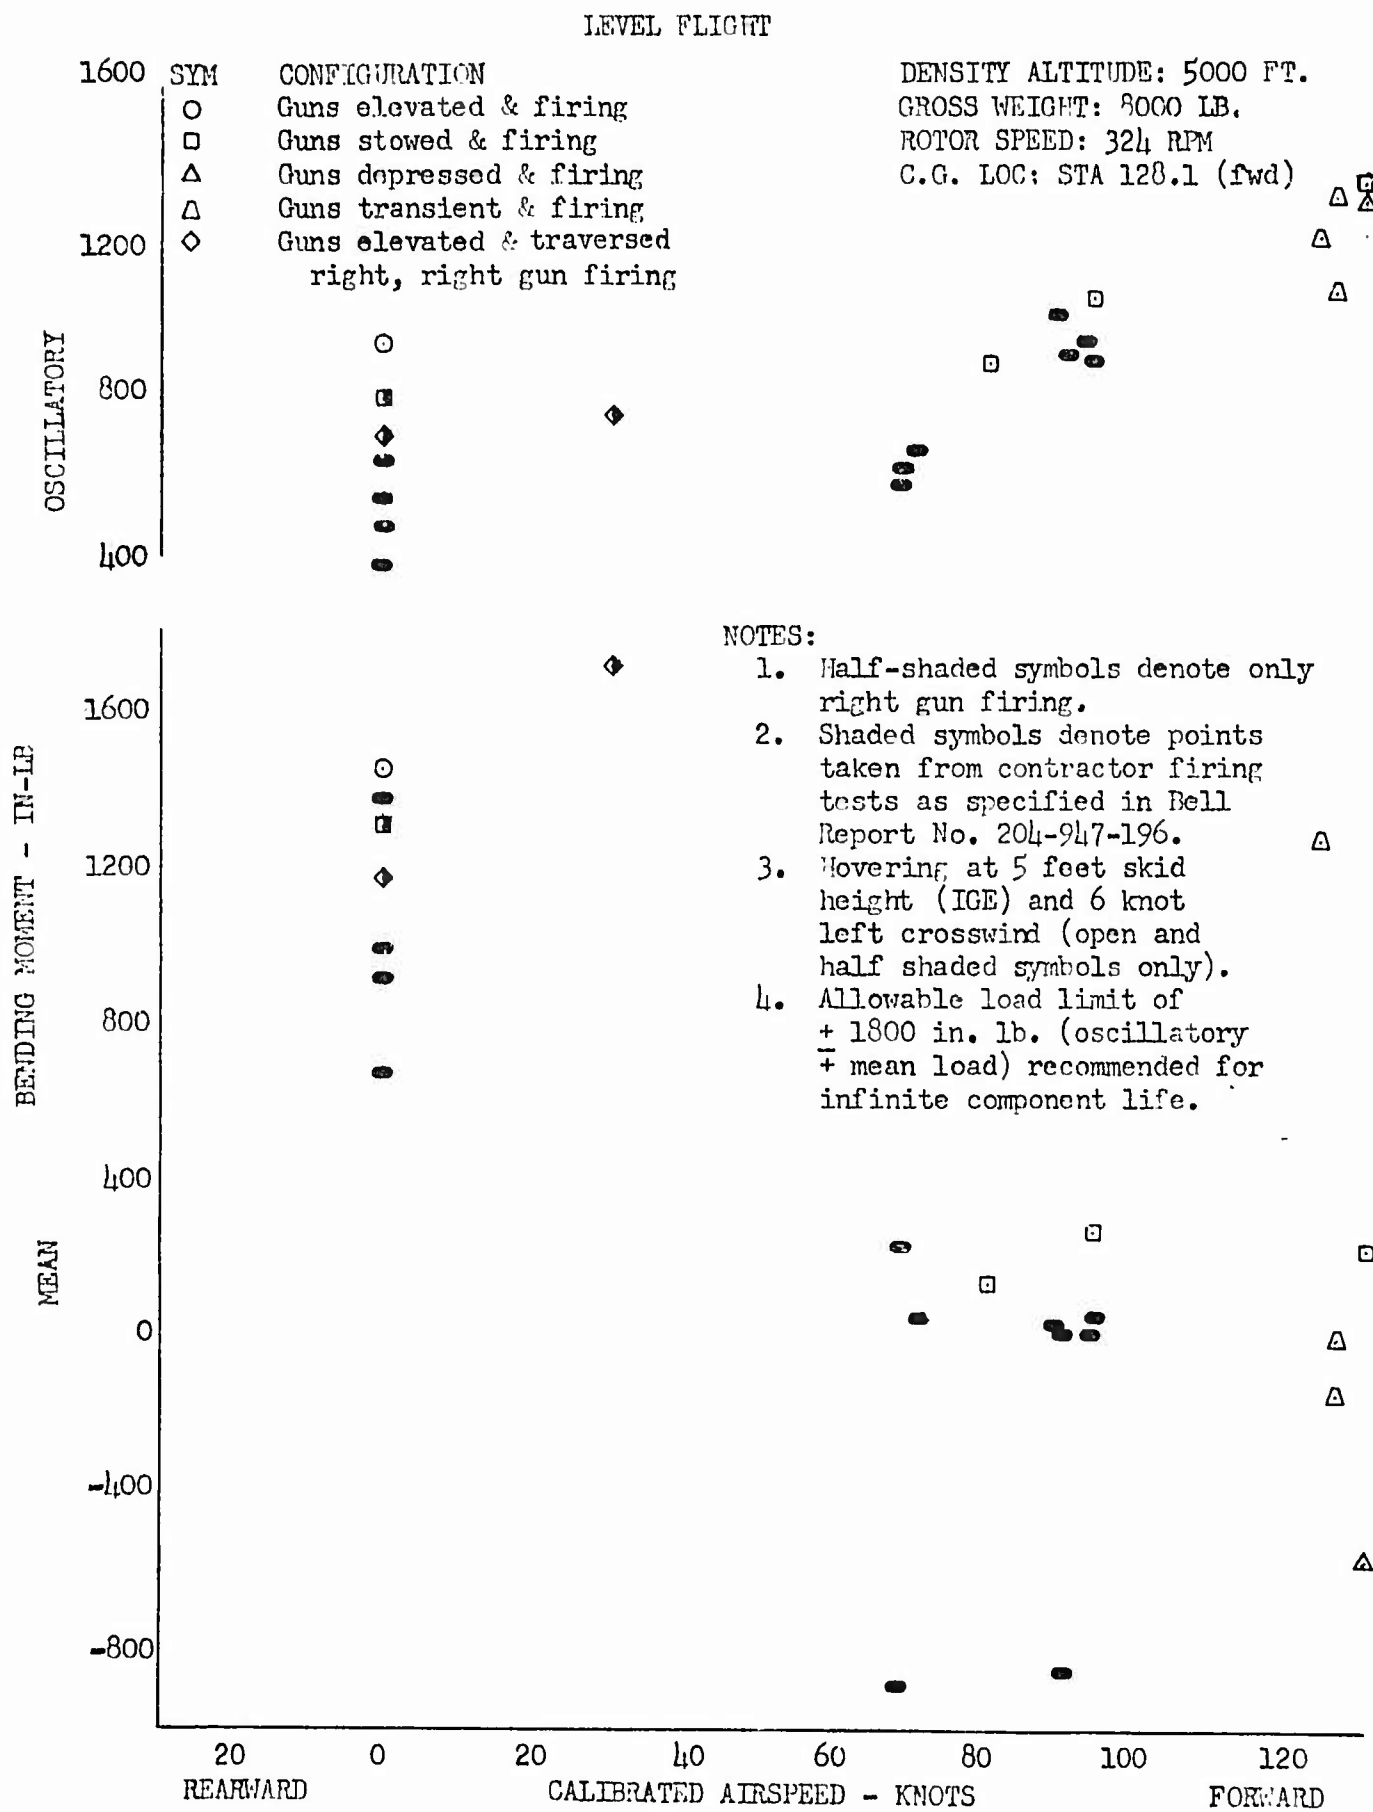 LEVEL FLIGHT
1600 SYM CONFIGURATION
Guns elevated & firing
Guns stowed & firing
Guns depressed & firing
Guns transient & firing
1200 Guns elevated & traversed
right, right gun firing
DENSITY ALTITUDE: 5000 FT.
GROSS WEIGHT: 8000 LB.
ROTOR SPEED: 324 RPM
C.G. LOC: STA 128.1 (fwd)
OSCILLATORY
800
400
NOTES:
1. Half-shaded symbols denote only
right gun firing.
2. Shaded symbols denote points
taken from contractor firing
tests as specified in Bell
Report No. 204-947-196.
3. Hovering at 5 feet skid
height (IGE) and 6 knot
left crosswind (open and
half shaded symbols only).
4. Allowable load limit of
± 1800 in. lb. (oscillatory
+ mean load) recommended for
infinite component life.
BENDING MOMENT - IN-LB
MEAN
1600
1200
800
400
0
-400
-800
20 0 20 40 60 80 100 120
REARWARD CALIBRATED AIRSPEED - KNOTS FORWARD